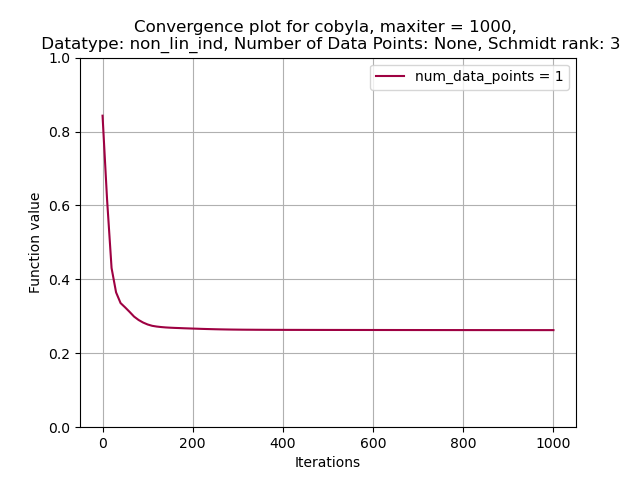 Convergence plot for cobyla, maxiter = 1000,
Datatype: non_lin_ind, Number of Data Points: None, Schmidt rank: 3
num_data_points = 1
Function value
1.0
0.8
0.6
0.4
0.2
0.0
0 200 400 600 800 1000
Iterations